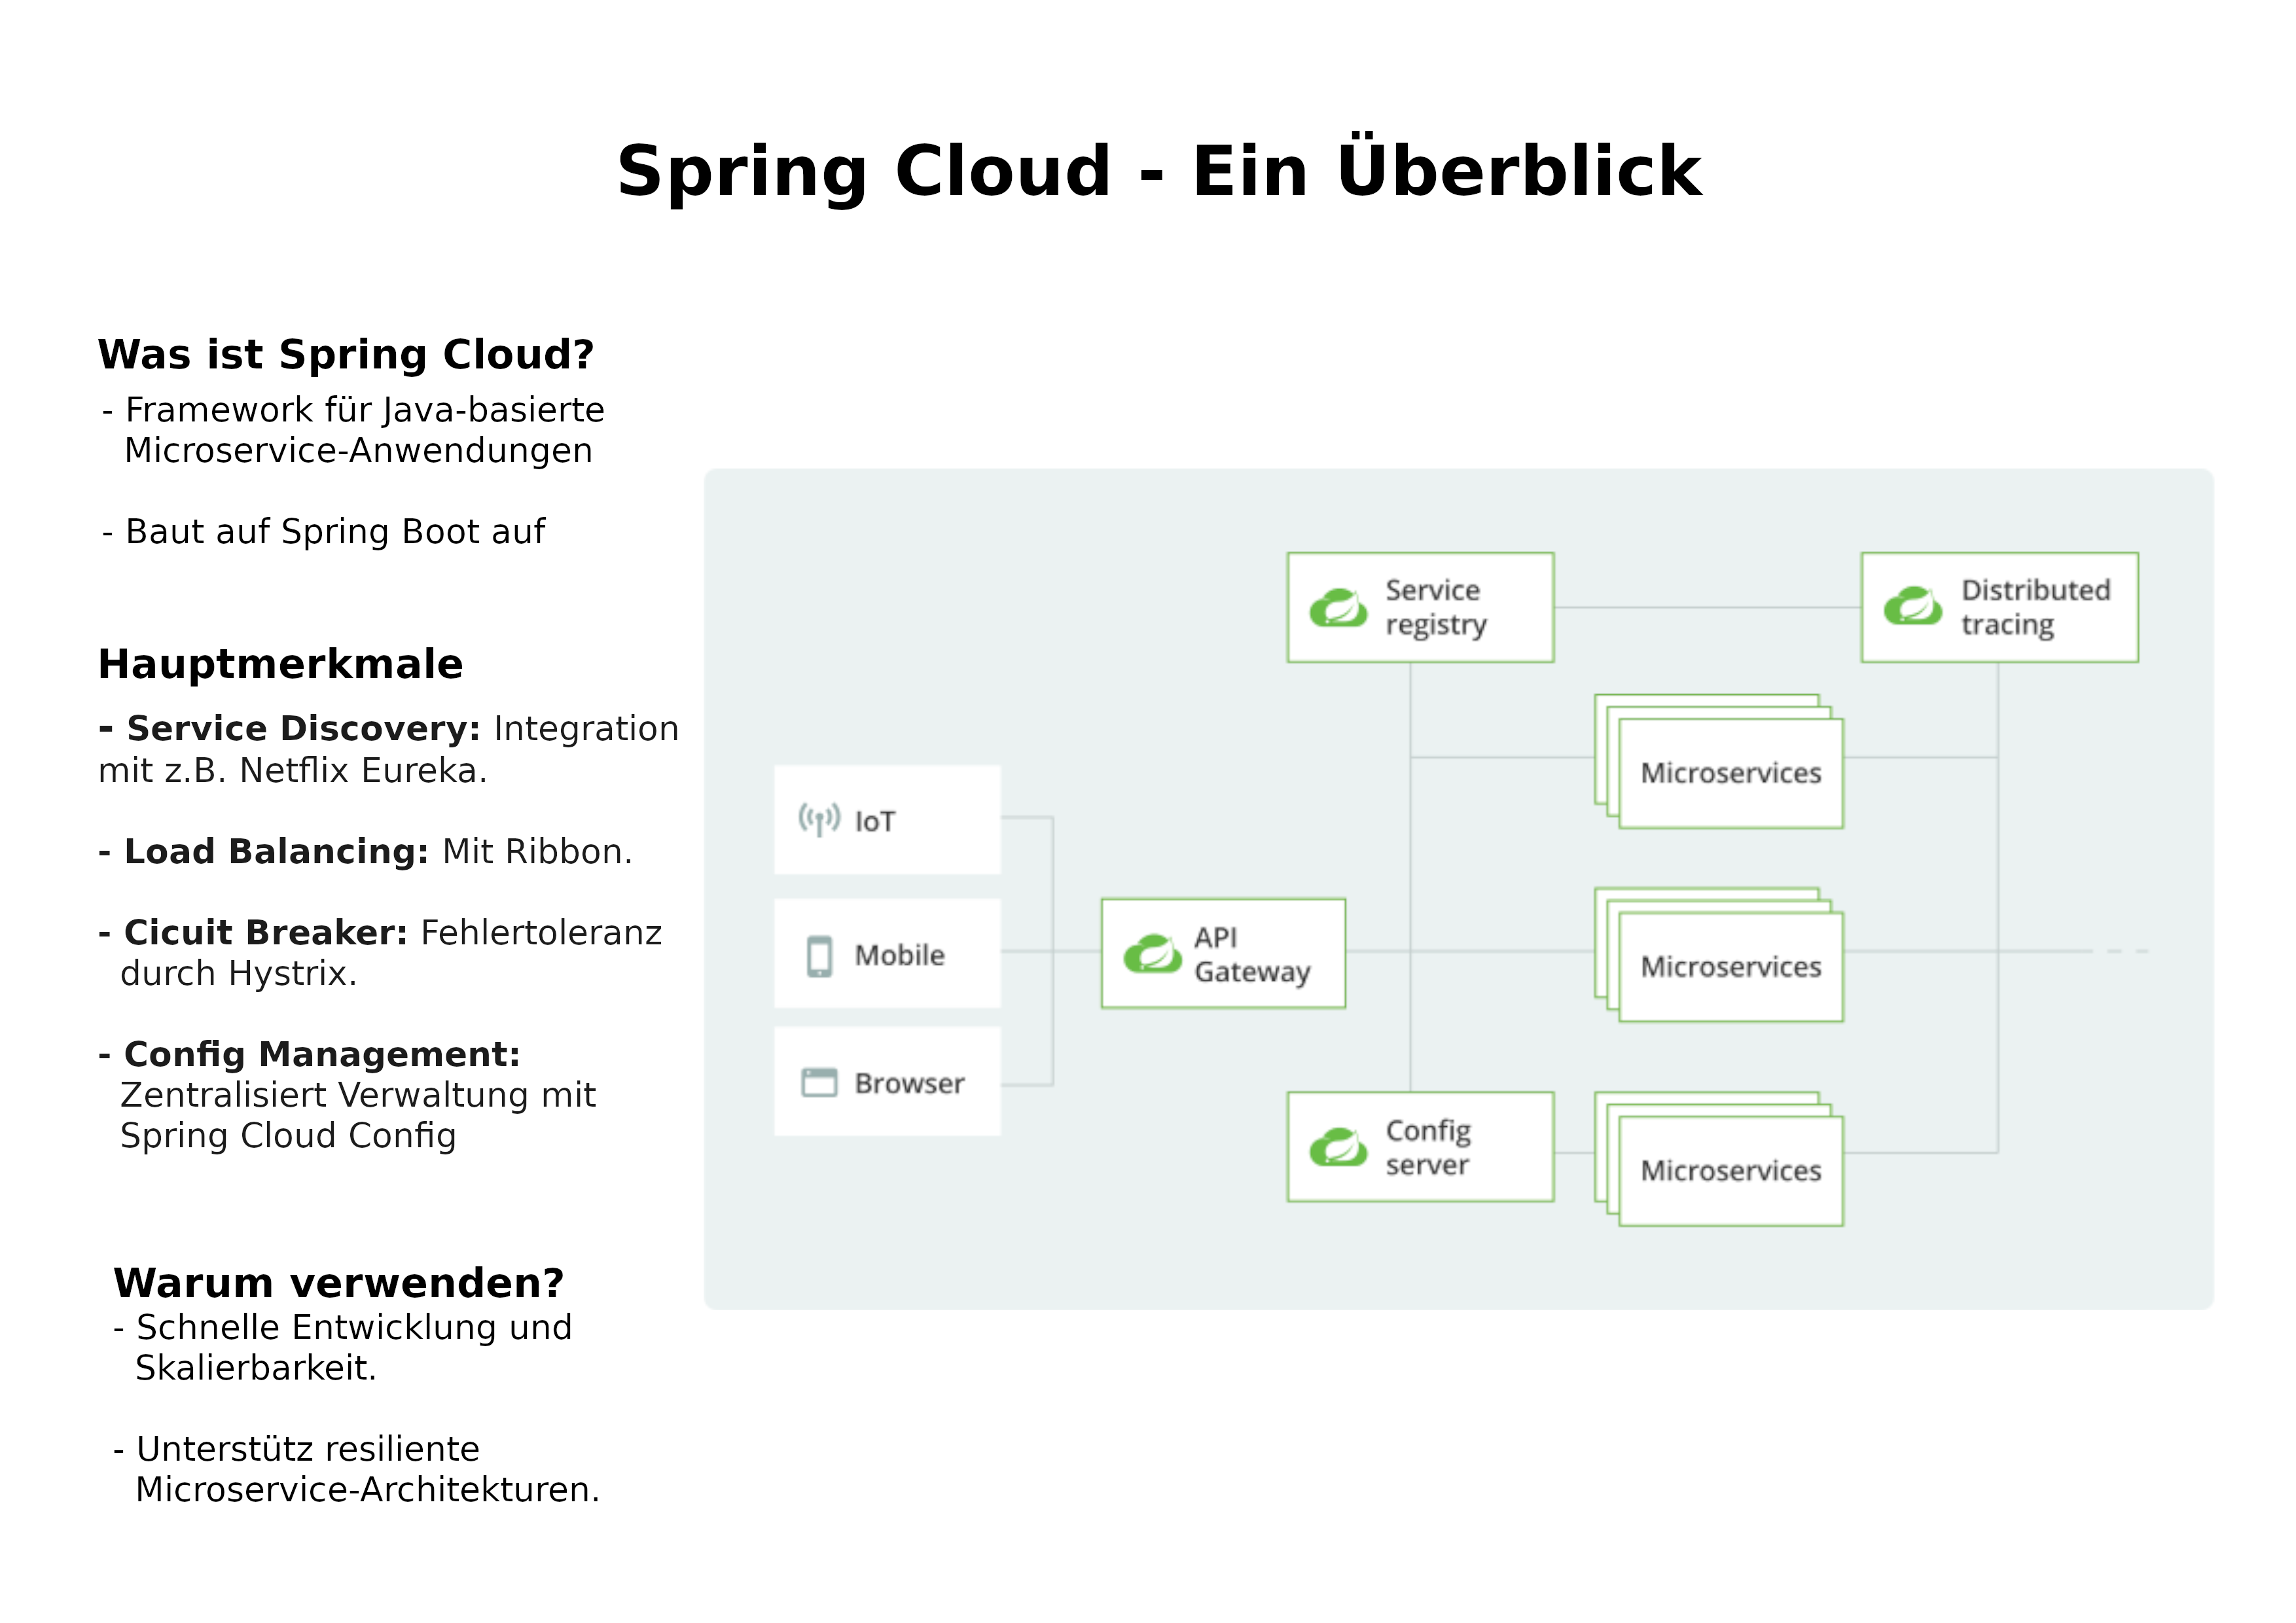 Spring Cloud - Ein Überblick
Was ist Spring Cloud?
- Framework für Java-basierte
Microservice-Anwendungen
- Baut auf Spring Boot auf
Hauptmerkmale
- Service Discovery: Integration
mit z.B. Netflix Eureka.
- Load Balancing: Mit Ribbon.
- Cicuit Breaker: Fehlertoleranz
durch Hystrix.
- Config Management:
Zentralisiert Verwaltung mit
Spring Cloud Config
Warum verwenden?
- Schnelle Entwicklung und
Skalierbarkeit.
- Unterstütz resiliente
Microservice-Architekturen.
IoT
Mobile
Browser
API
Gateway
Service
registry
Config
server
Microservices
Microservices
Microservices
Distributed
tracing